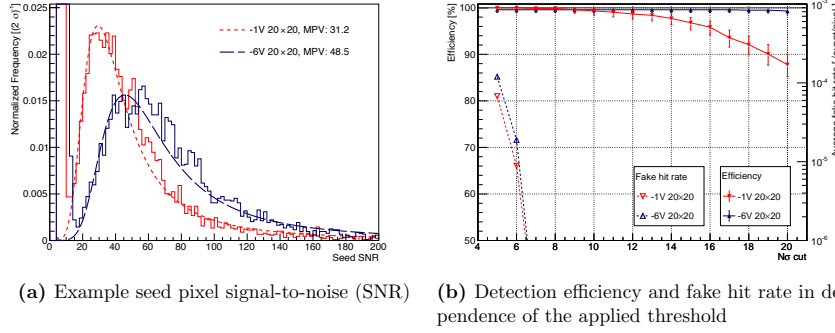 Normalized Frequency [(ζ σ)⁻¹]
0.025
0.02
0.015
0.01
0.005
0
-1V 20×20, MPV: 31.2
-6V 20×20, MPV: 48.5
0 20 40 60 80 100 120 140 160 180 200
Seed SNR
Efficiency [%]
100
90
80
70
60
50
Fake hit rate
-1V 20×20
-6V 20×20
Efficiency
-1V 20×20
-6V 20×20
10⁻³
10⁻⁴
10⁻⁵
10⁻⁶
4 6 8 10 12 14 16 18 20
Nσ cut
(a) Example seed pixel signal-to-noise (SNR)
(b) Detection efficiency and fake hit rate in de-
pendence of the applied threshold